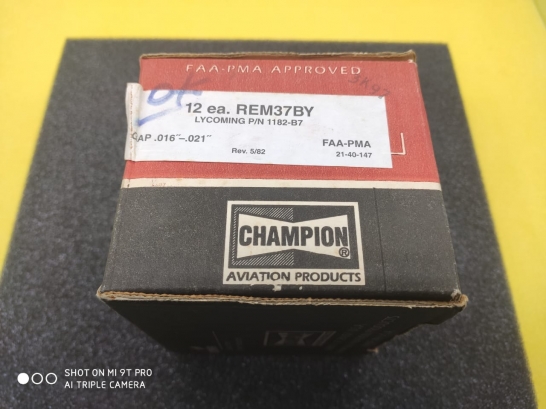 FAA-PMA APPROVED
OK
12 ea. REM37BY
LYCOMING P/N 1182-B7
GAP .016"-.021"
FAA-PMA
Rev. 5/82
21-40-147
CHAMPION
®
AVIATION PRODUCTS
SHOT ON MI 9T PRO
AI TRIPLE CAMERA